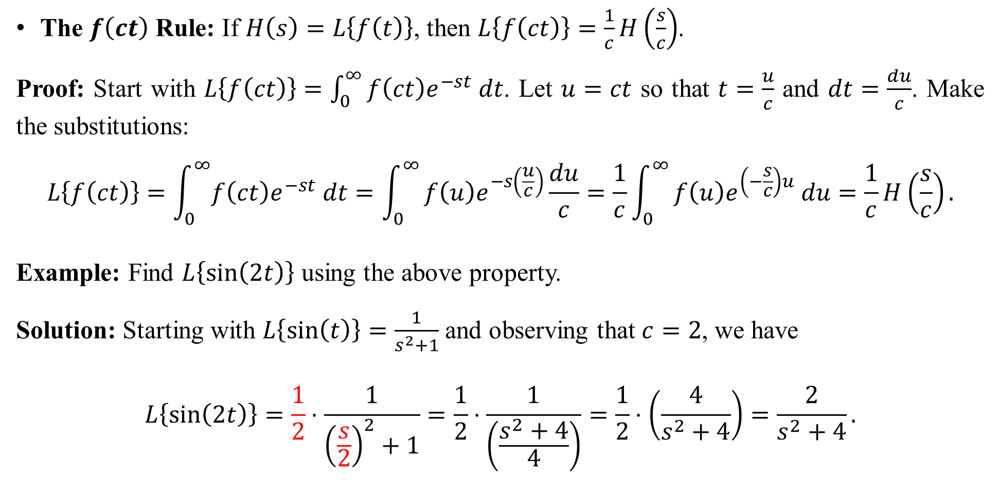 • The f(ct) Rule: If H(s) = L{f(t)}, then L{f(ct)} = \frac{1}{c}H\left(\frac{s}{c}\right).
Proof: Start with L{f(ct)} = \int_0^\infty f(ct)e^{-st} dt. Let u = ct so that t = \frac{u}{c} and dt = \frac{du}{c}. Make
the substitutions:
L{f(ct)} = \int_0^\infty f(ct)e^{-st} dt = \int_0^\infty f(u)e^{-s\left(\frac{u}{c}\right)} \frac{du}{c} = \frac{1}{c}\int_0^\infty f(u)e^{\left(-\frac{s}{c}\right)u} du = \frac{1}{c}H\left(\frac{s}{c}\right).
Example: Find L{sin(2t)} using the above property.
Solution: Starting with L{sin(t)} = \frac{1}{s^2+1} and observing that c = 2, we have
L{sin(2t)} = \frac{1}{2} · \frac{1}{\left(\frac{s}{2}\right)^2 + 1} = \frac{1}{2} · \frac{1}{\left(\frac{s^2 + 4}{4}\right)} = \frac{1}{2} · \left(\frac{4}{s^2 + 4}\right) = \frac{2}{s^2 + 4}.